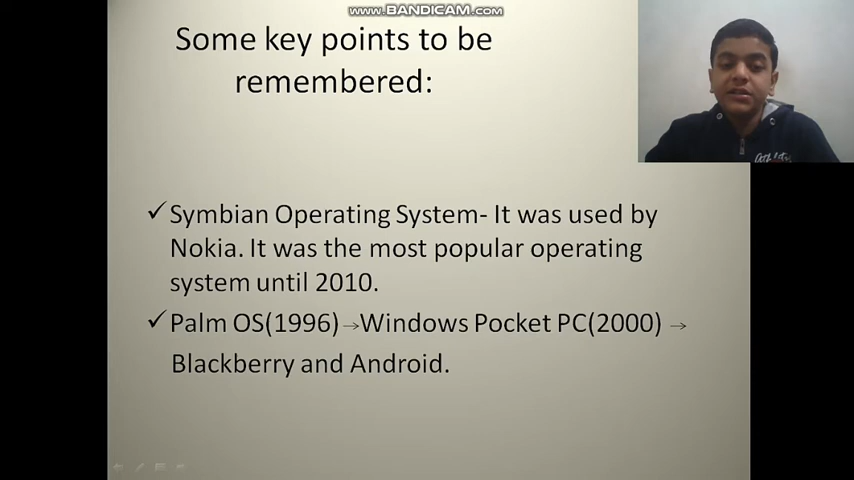 www.BANDICAM.com
Some key points to be
remembered:
✓Symbian Operating System- It was used by
Nokia. It was the most popular operating
system until 2010.
✓Palm OS(1996)→Windows Pocket PC(2000) →
Blackberry and Android.